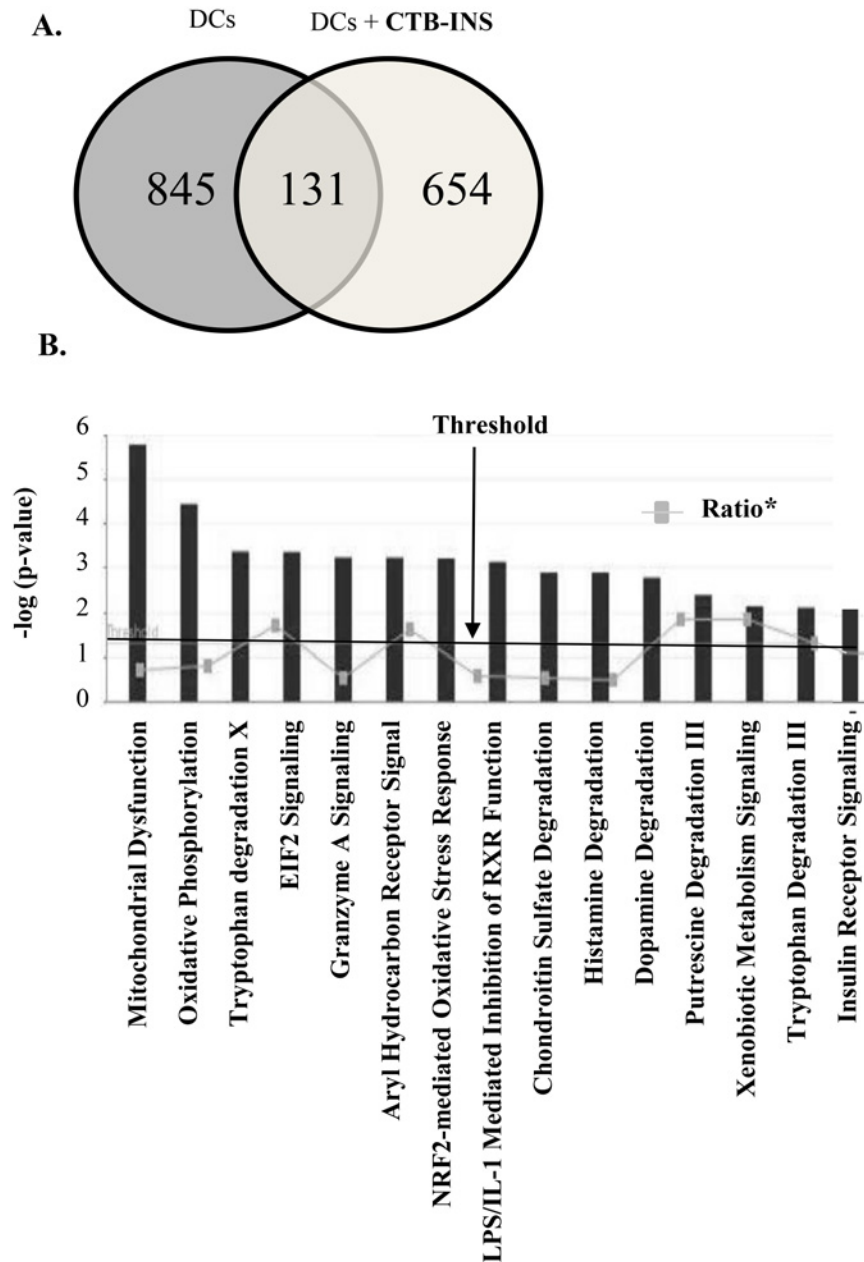 A.
DCs
DCs + CTB-INS
845
131
654
B.
-log (p-value)
6
5
4
3
2
1
0
Threshold
Threshold
Ratio*
Mitochondrial Dysfunction
Oxidative Phosphorylation
Tryptophan degradation X
EIF2 Signaling
Granzyme A Signaling
Aryl Hydrocarbon Receptor Signal
NRF2-mediated Oxidative Stress Response
LPS/IL-1 Mediated Inhibition of RXR Function
Chondroitin Sulfate Degradation
Histamine Degradation
Dopamine Degradation
Putrescine Degradation III
Xenobiotic Metabolism Signaling
Tryptophan Degradation III
Insulin Receptor Signaling